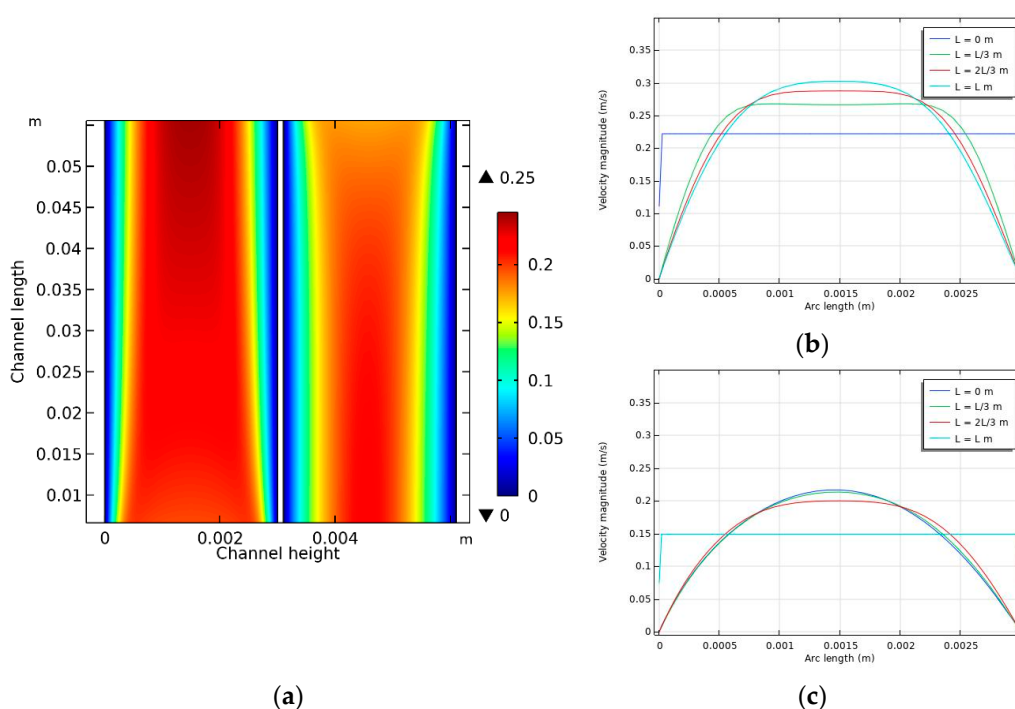 m
0.05
0.045
0.04
0.035
0.03
0.025
0.02
0.015
0.01
Channel length
0
0.002
0.004
m
Channel height
▲ 0.25
0.2
0.15
0.1
0.05
0
▼ 0
(a)
0.35
0.3
0.25
0.2
0.15
0.1
0.05
0
Velocity magnitude (m/s)
L = 0 m
L = L/3 m
L = 2L/3 m
L = L m
0
0.0005
0.001
0.0015
0.002
0.0025
Arc length (m)
(b)
0.35
0.3
0.25
0.2
0.15
0.1
0.05
0
Velocity magnitude (m/s)
L = 0 m
L = L/3 m
L = 2L/3 m
L = L m
0
0.0005
0.001
0.0015
0.002
0.0025
Arc length (m)
(c)